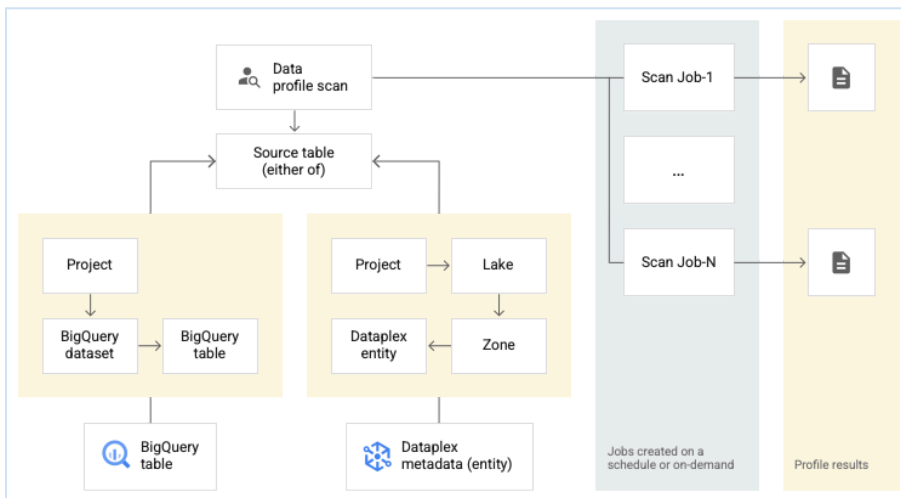 Data
profile scan
Scan Job-1
Source table
(either of)
...
Project
Project
Lake
Scan Job-N
BigQuery
dataset
BigQuery
table
Dataplex
entity
Zone
BigQuery
table
Dataplex
metadata (entity)
Jobs created on a
schedule or on-demand
Profile results